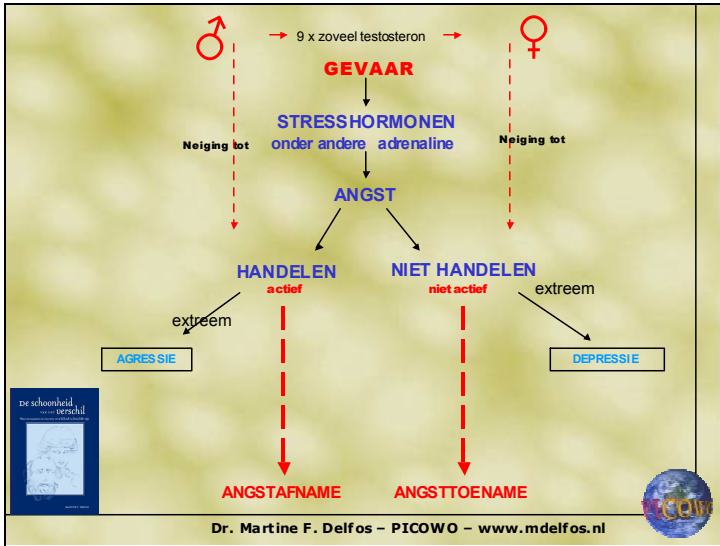 ♂ 9 x zoveel testosteron ♀
GEVAAR
STRESSHORMONEN
onder andere adrenaline
Neiging tot
Neiging tot
ANGST
HANDELEN
actief
NIET HANDELEN
niet actief
extreem
extreem
AGRESSIE
DEPRESSIE
De schoonheid
van het verschil
ANGSTAFNAME
ANGSTTOENAME
PICOWO
Dr. Martine F. Delfos – PICOWO – www.mdelfos.nl